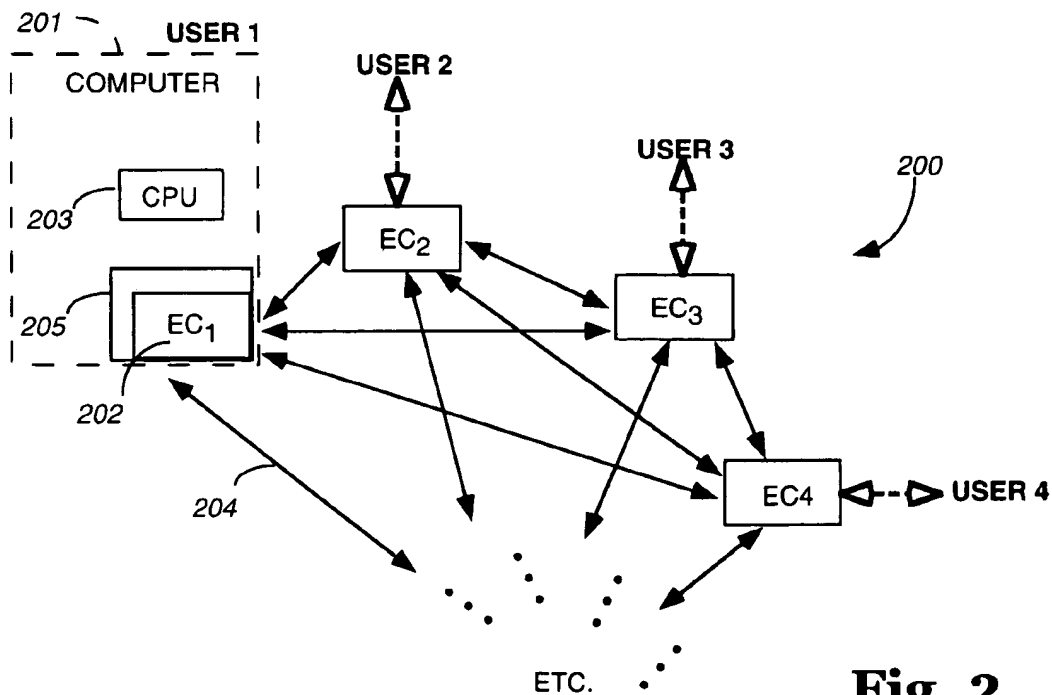 201
USER 1
COMPUTER
USER 2
USER 3
200
CPU
203
EC2
EC3
205
EC1
202
204
EC4
USER 4
ETC.
Fig. 2